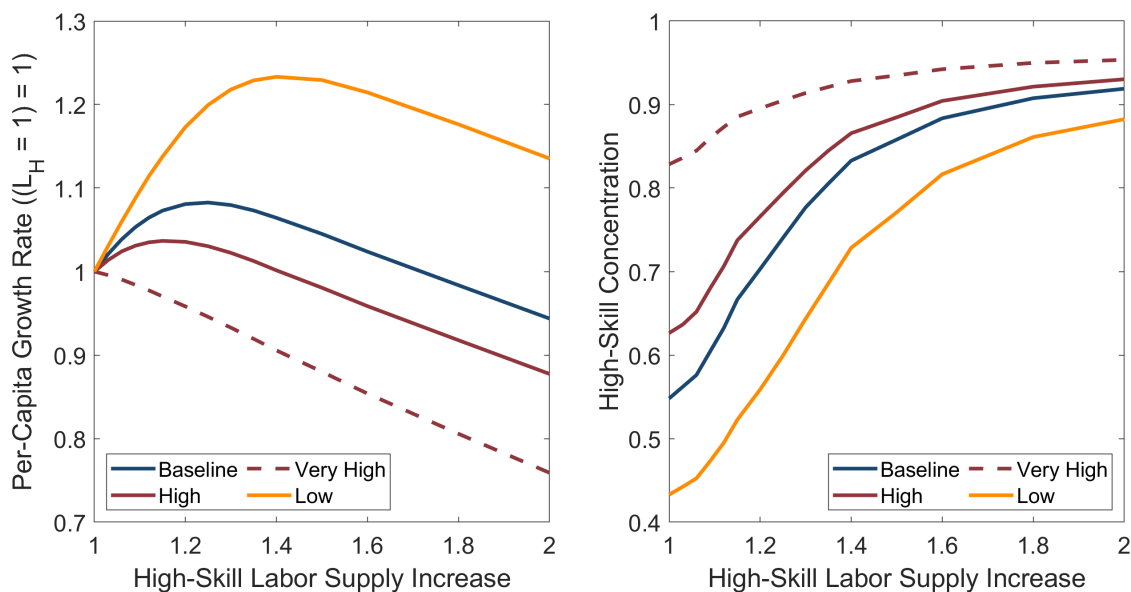 Per-Capita Growth Rate ((L_H = 1) = 1)
1.3
1.2
1.1
1
0.9
0.8
0.7
Baseline
Very High
High
Low
1 1.2 1.4 1.6 1.8 2
High-Skill Labor Supply Increase
High-Skill Concentration
1
0.9
0.8
0.7
0.6
0.5
0.4
Baseline
Very High
High
Low
1 1.2 1.4 1.6 1.8 2
High-Skill Labor Supply Increase